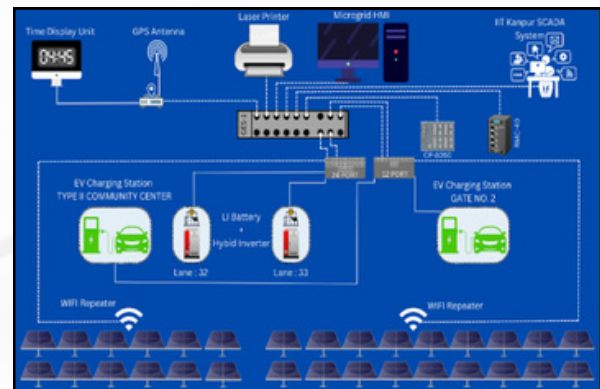 Time Display Unit
04:45
GPS Antenna
Laser Printer
Microgrid HMI
IIT Kanpur SCADA
System
GES-1
CP-8050
24 PORT
12 PORT
EV Charging Station
TYPE II COMMUNITY CENTER
LI Battery
+
Hybid Inverter
Lane : 32
Lane : 33
EV Charging Station
GATE NO. 2
WIFI Repeater
WIFI Repeater